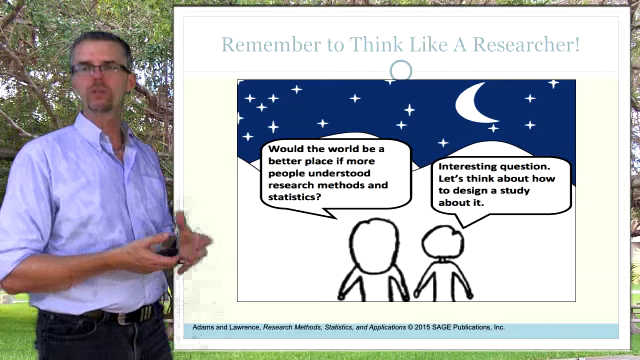 Remember to Think Like A Researcher!
Would the world be a
better place if more
people understood
research methods and
statistics?
Interesting question.
Let's think about how
to design a study
about it.
Adams and Lawrence, Research Methods, Statistics, and Applications © 2015 SAGE Publications, Inc.